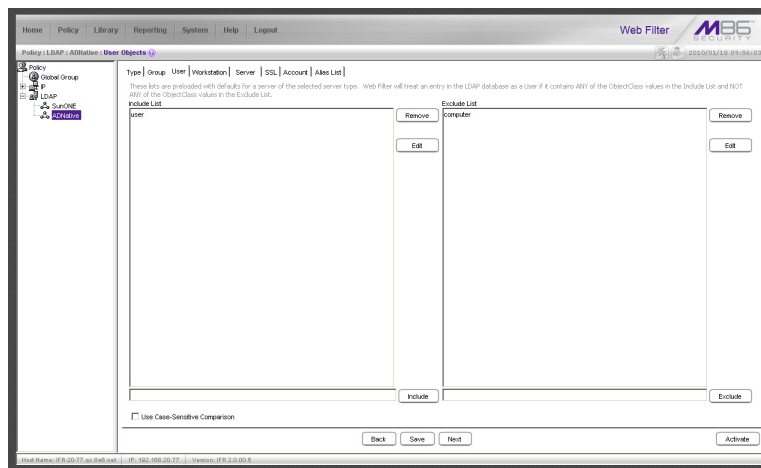 Home Policy Library Reporting System Help Logout
Web Filter
M86
SECURITY
Policy : LDAP : ADNative : User Objects
2010/01/18 09:56:03
Policy
Global Group
IP
LDAP
SunONE
ADNative
Type Group User Workstation Server SSL Account Alias List
These lists are preloaded with defaults for a server of the selected server type. Web Filter will treat an entry in the LDAP database as a User if it contains ANY of the ObjectClass values in the Include List and NOT
ANY of the ObjectClass values in the Exclude List.
Include List
Exclude List
user
Remove
computer
Remove
Edit
Edit
Include
Exclude
Use Case-Sensitive Comparison
Back Save Next Activate
Host Name: IFR-20-77.qc.8e6.net IP: 192.168.20.77 Version: IFR 2.0.00.5